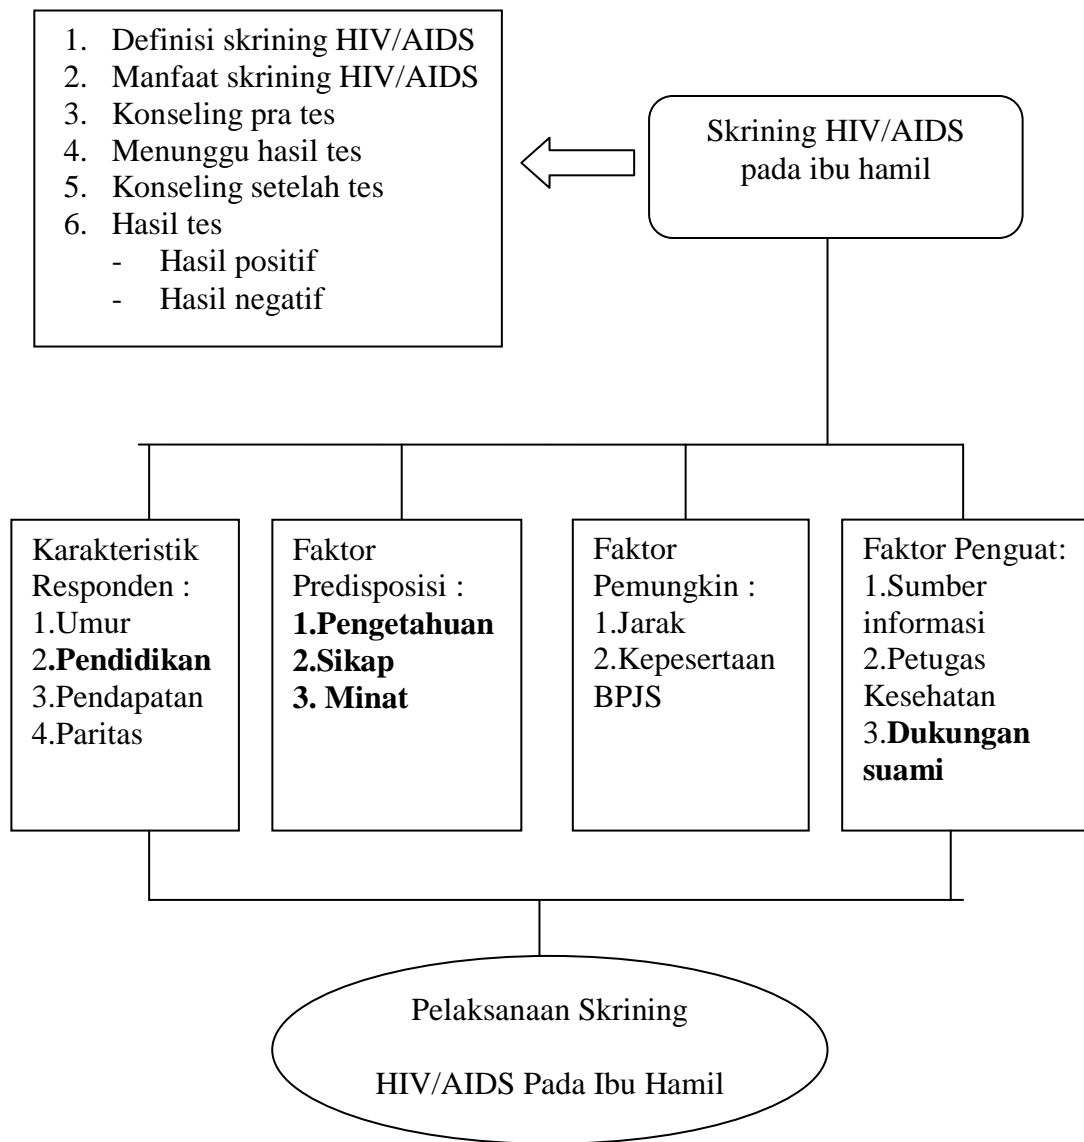 1. Definisi skrining HIV/AIDS
2. Manfaat skrining HIV/AIDS
3. Konseling pra tes
4. Menunggu hasil tes
5. Konseling setelah tes
6. Hasil tes
- Hasil positif
- Hasil negatif
Skrining HIV/AIDS
pada ibu hamil
Karakteristik
Responden :
1.Umur
2.Pendidikan
3.Pendapatan
4.Paritas
Faktor
Predisposisi :
1.Pengetahuan
2.Sikap
3. Minat
Faktor
Pemungkin :
1.Jarak
2.Kepesertaan
BPJS
Faktor Penguat:
1.Sumber
informasi
2.Petugas
Kesehatan
3.Dukungan
suami
Pelaksanaan Skrining
HIV/AIDS Pada Ibu Hamil